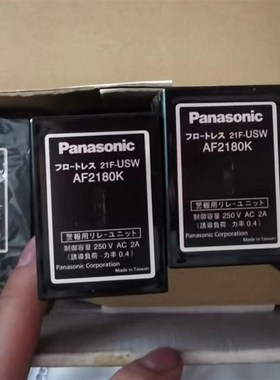 Panasonic
フロートレス 21F-USW
AF2180K
警報用リレーユニット
制御容量 250V AC 2A
(誘導負荷・力率 0.4)
Panasonic Corporation
Made in Taiwan
Panasonic
フロートレス 21F-USW
AF2180K
警報用リレーユニット
制御容量 250V AC 2A
(誘導負荷・力率 0.4)
Panasonic Corporation
Made in Taiwan